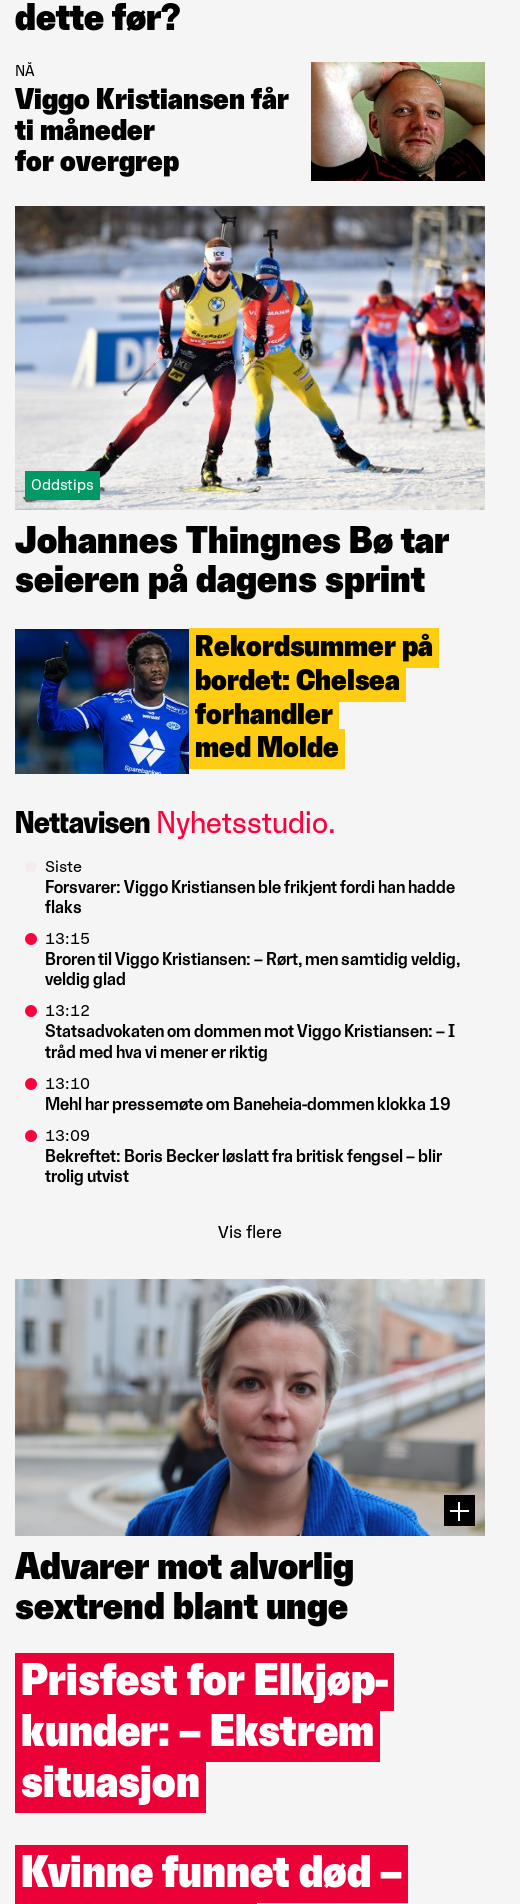 dette før?
NÅ
Viggo Kristiansen får
ti måneder
for overgrep
ICE
1
Oddstips
Johannes Thingnes Bø tar
seieren på dagens sprint
Rekordsummer på
bordet: Chelsea
forhandler
med Molde
Sparebanken
Nettavisen Nyhetsstudio.
Siste
Forsvarer: Viggo Kristiansen ble frikjent fordi han hadde
flaks
13:15
Broren til Viggo Kristiansen: – Rørt, men samtidig veldig,
veldig glad
13:12
Statsadvokaten om dommen mot Viggo Kristiansen: – I
tråd med hva vi mener er riktig
13:10
Mehl har pressemøte om Baneheia-dommen klokka 19
13:09
Bekreftet: Boris Becker løslatt fra britisk fengsel – blir
trolig utvist
Vis flere
Advarer mot alvorlig
sextrend blant unge
Prisfest for Elkjøp-
kunder: – Ekstrem
situasjon
Kvinne funnet død –